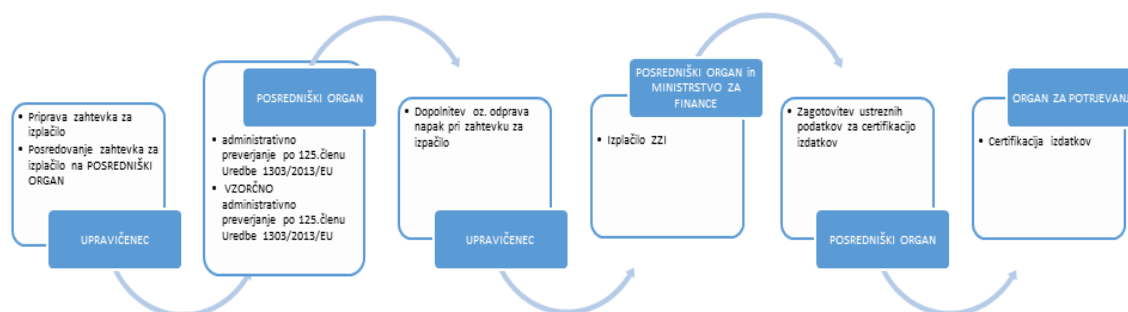 • Priprava zahtevka za
izplačilo
• Posredovanje zahtevka za
izplačilo na POSREDNIŠKI
ORGAN
UPRAVIČENEC
POSREDNIŠKI ORGAN
• administrativno
preverjanje po 125.členu
Uredbe 1303/2013/EU
• VZORČNO
administrativno
preverjanje po 125.členu
Uredbe 1303/2013/EU
• Dopolnitev oz. odprava
napak pri zahtevku za
izpačilo
UPRAVIČENEC
POSREDNIŠKI ORGAN in
MINISTRSTVO ZA
FINANCE
• Izplačilo ZZI
• Zagotovitev ustreznih
podatkov za certifikacijo
izdatkov
POSREDNIŠKI ORGAN
ORGAN ZA POTRJEVANJ
• Certifikacija izdatkov